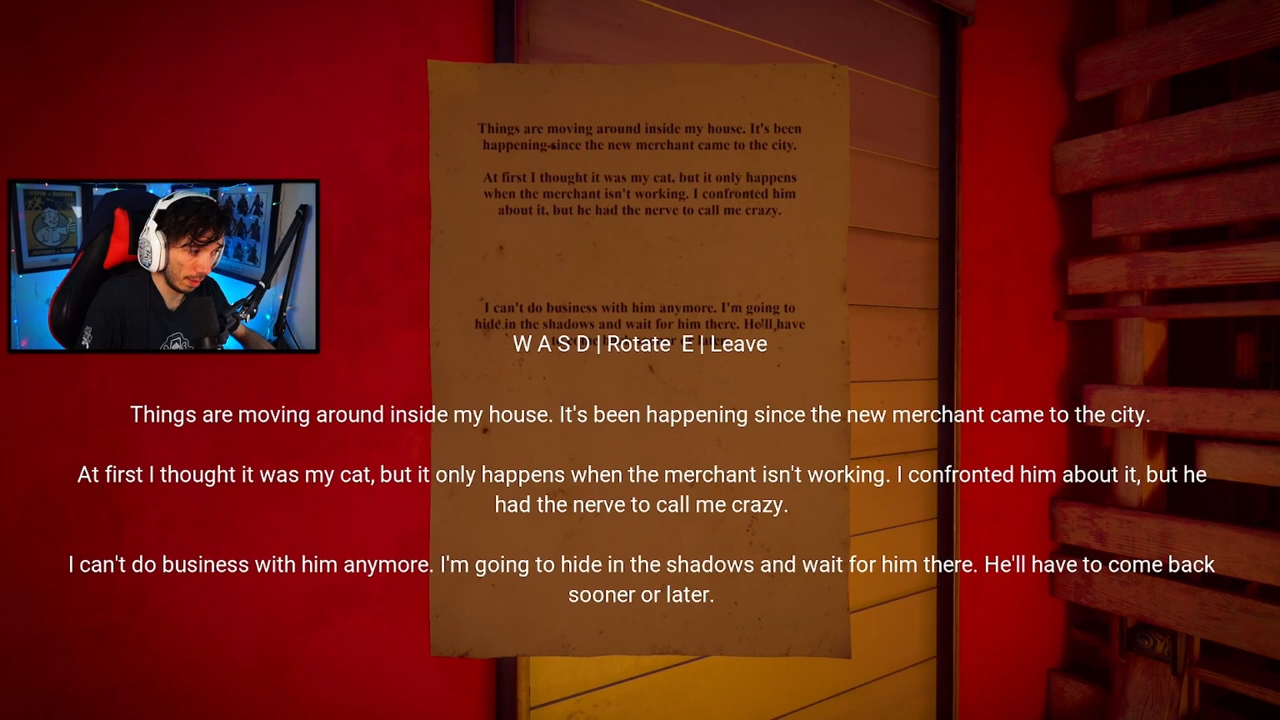 Things are moving around inside my house. It's been
happening since the new merchant came to the city.
At first I thought it was my cat, but it only happens
when the merchant isn't working. I confronted him
about it, but he had the nerve to call me crazy.
I can't do business with him anymore. I'm going to
hide in the shadows and wait for him there. He'll have
W A S D | Rotate E | Leave
Things are moving around inside my house. It's been happening since the new merchant came to the city.
At first I thought it was my cat, but it only happens when the merchant isn't working. I confronted him about it, but he
had the nerve to call me crazy.
I can't do business with him anymore. I'm going to hide in the shadows and wait for him there. He'll have to come back
sooner or later.